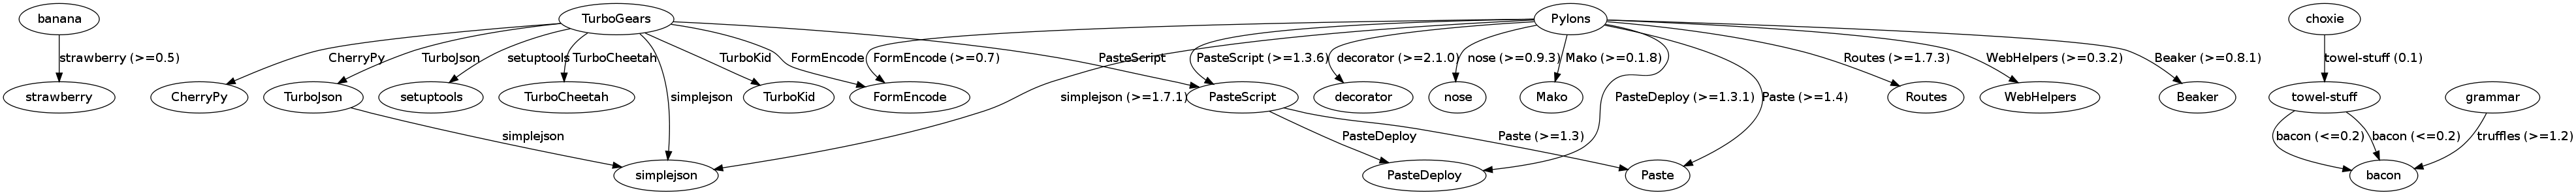 banana
TurboGears
Pylons
choxie
strawberry (>=0.5)
CherryPy
TurboJson
setuptools
TurboCheetah
TurboKid
FormEncode
FormEncode (>=0.7)
PasteScript
PasteScript (>=1.3.6)
decorator (>=2.1.0)
nose (>=0.9.3)
Mako (>=0.1.8)
Routes (>=1.7.3)
WebHelpers (>=0.3.2)
Beaker (>=0.8.1)
towel-stuff (0.1)
strawberry
CherryPy
TurboJson
setuptools
TurboCheetah
simplejson
TurboKid
FormEncode
simplejson (>=1.7.1)
PasteScript
decorator
nose
Mako
PasteDeploy (>=1.3.1)
Paste (>=1.4)
Routes
WebHelpers
Beaker
towel-stuff
grammar
simplejson
PasteDeploy
Paste (>=1.3)
bacon (<=0.2)
bacon (<=0.2)
truffles (>=1.2)
simplejson
PasteDeploy
Paste
bacon